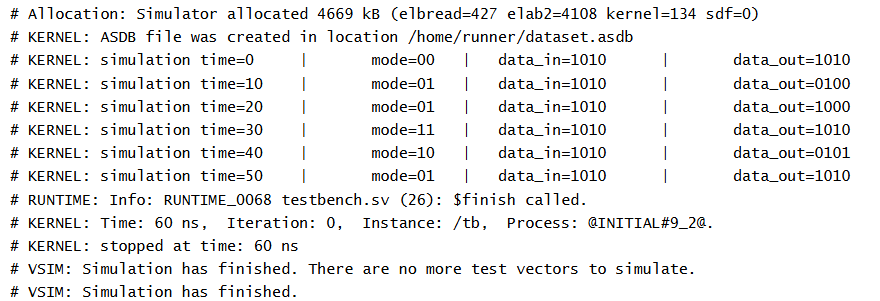 # Allocation: Simulator allocated 4669 kB (elbread=427 elab2=4108 kernel=134 sdf=0)
# KERNEL: ASDB file was created in location /home/runner/dataset.asdb
# KERNEL: simulation time=0 | mode=00 | data_in=1010 | data_out=1010
# KERNEL: simulation time=10 | mode=01 | data_in=1010 | data_out=0100
# KERNEL: simulation time=20 | mode=01 | data_in=1010 | data_out=1000
# KERNEL: simulation time=30 | mode=11 | data_in=1010 | data_out=1010
# KERNEL: simulation time=40 | mode=10 | data_in=1010 | data_out=0101
# KERNEL: simulation time=50 | mode=01 | data_in=1010 | data_out=1010
# RUNTIME: Info: RUNTIME_0068 testbench.sv (26): $finish called.
# KERNEL: Time: 60 ns, Iteration: 0, Instance: /tb, Process: @INITIAL#9_2@.
# KERNEL: stopped at time: 60 ns
# VSIM: Simulation has finished. There are no more test vectors to simulate.
# VSIM: Simulation has finished.